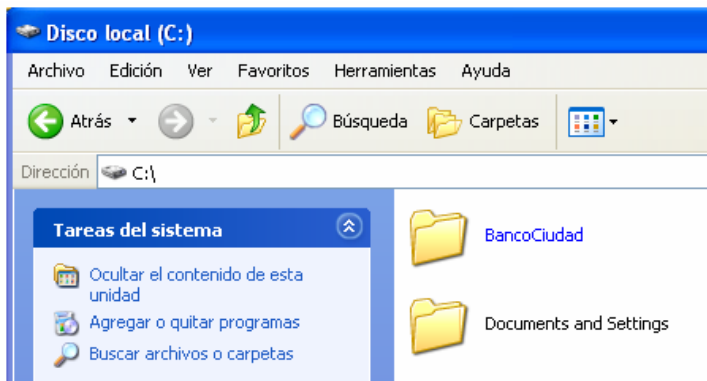 Disco local (C:)
Archivo Edición Ver Favoritos Herramientas Ayuda
Atrás Búsqueda Carpetas
Dirección C:\
Tareas del sistema
Ocultar el contenido de esta
unidad
Agregar o quitar programas
Buscar archivos o carpetas
BancoCiudad
Documents and Settings